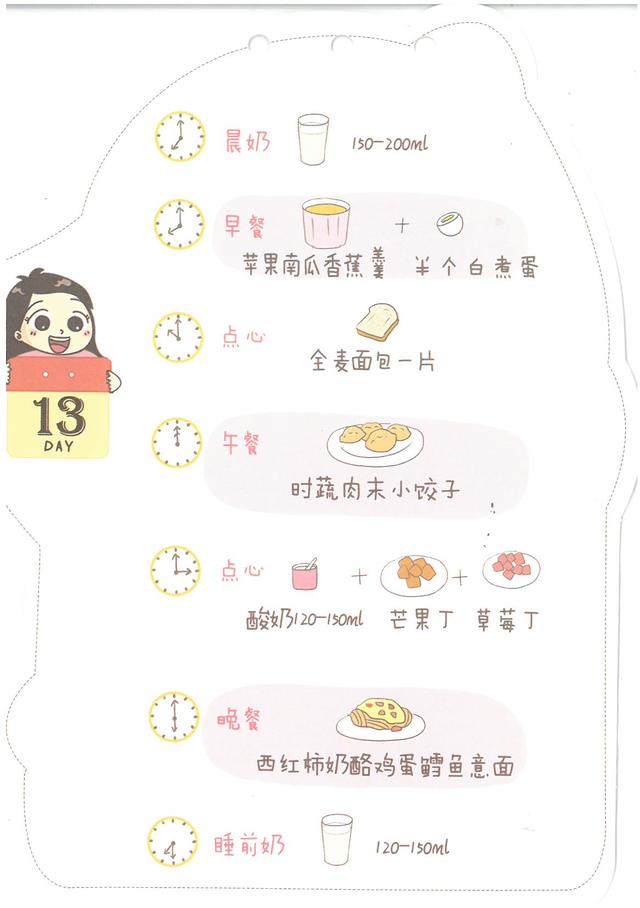 晨奶 150-200ml
早餐 +
苹果南瓜香蕉羹 半个白煮蛋
点心
全麦面包一片
13
DAY
午餐
时蔬肉末小饺子
点心 + +
酸奶120-150ml 芒果丁 草莓丁
晚餐
西红柿奶酪鸡蛋鳕鱼意面
睡前奶 120-150ml